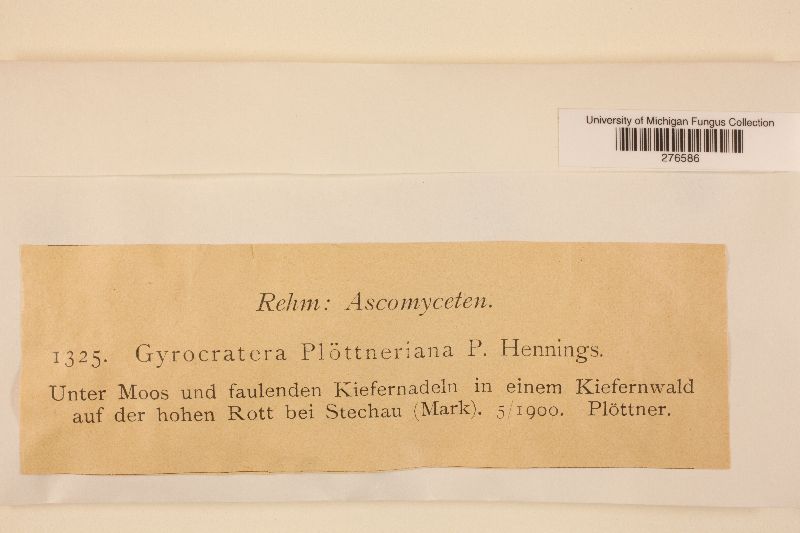 University of Michigan Fungus Collection
276586
Rehm: Ascomyceten.
1325. Gyrocratera Plöttneriana P. Hennings.
Unter Moos und faulenden Kiefernadeln in einem Kiefernwald
auf der hohen Rott bei Stechau (Mark). 5/1900. Plöttner.